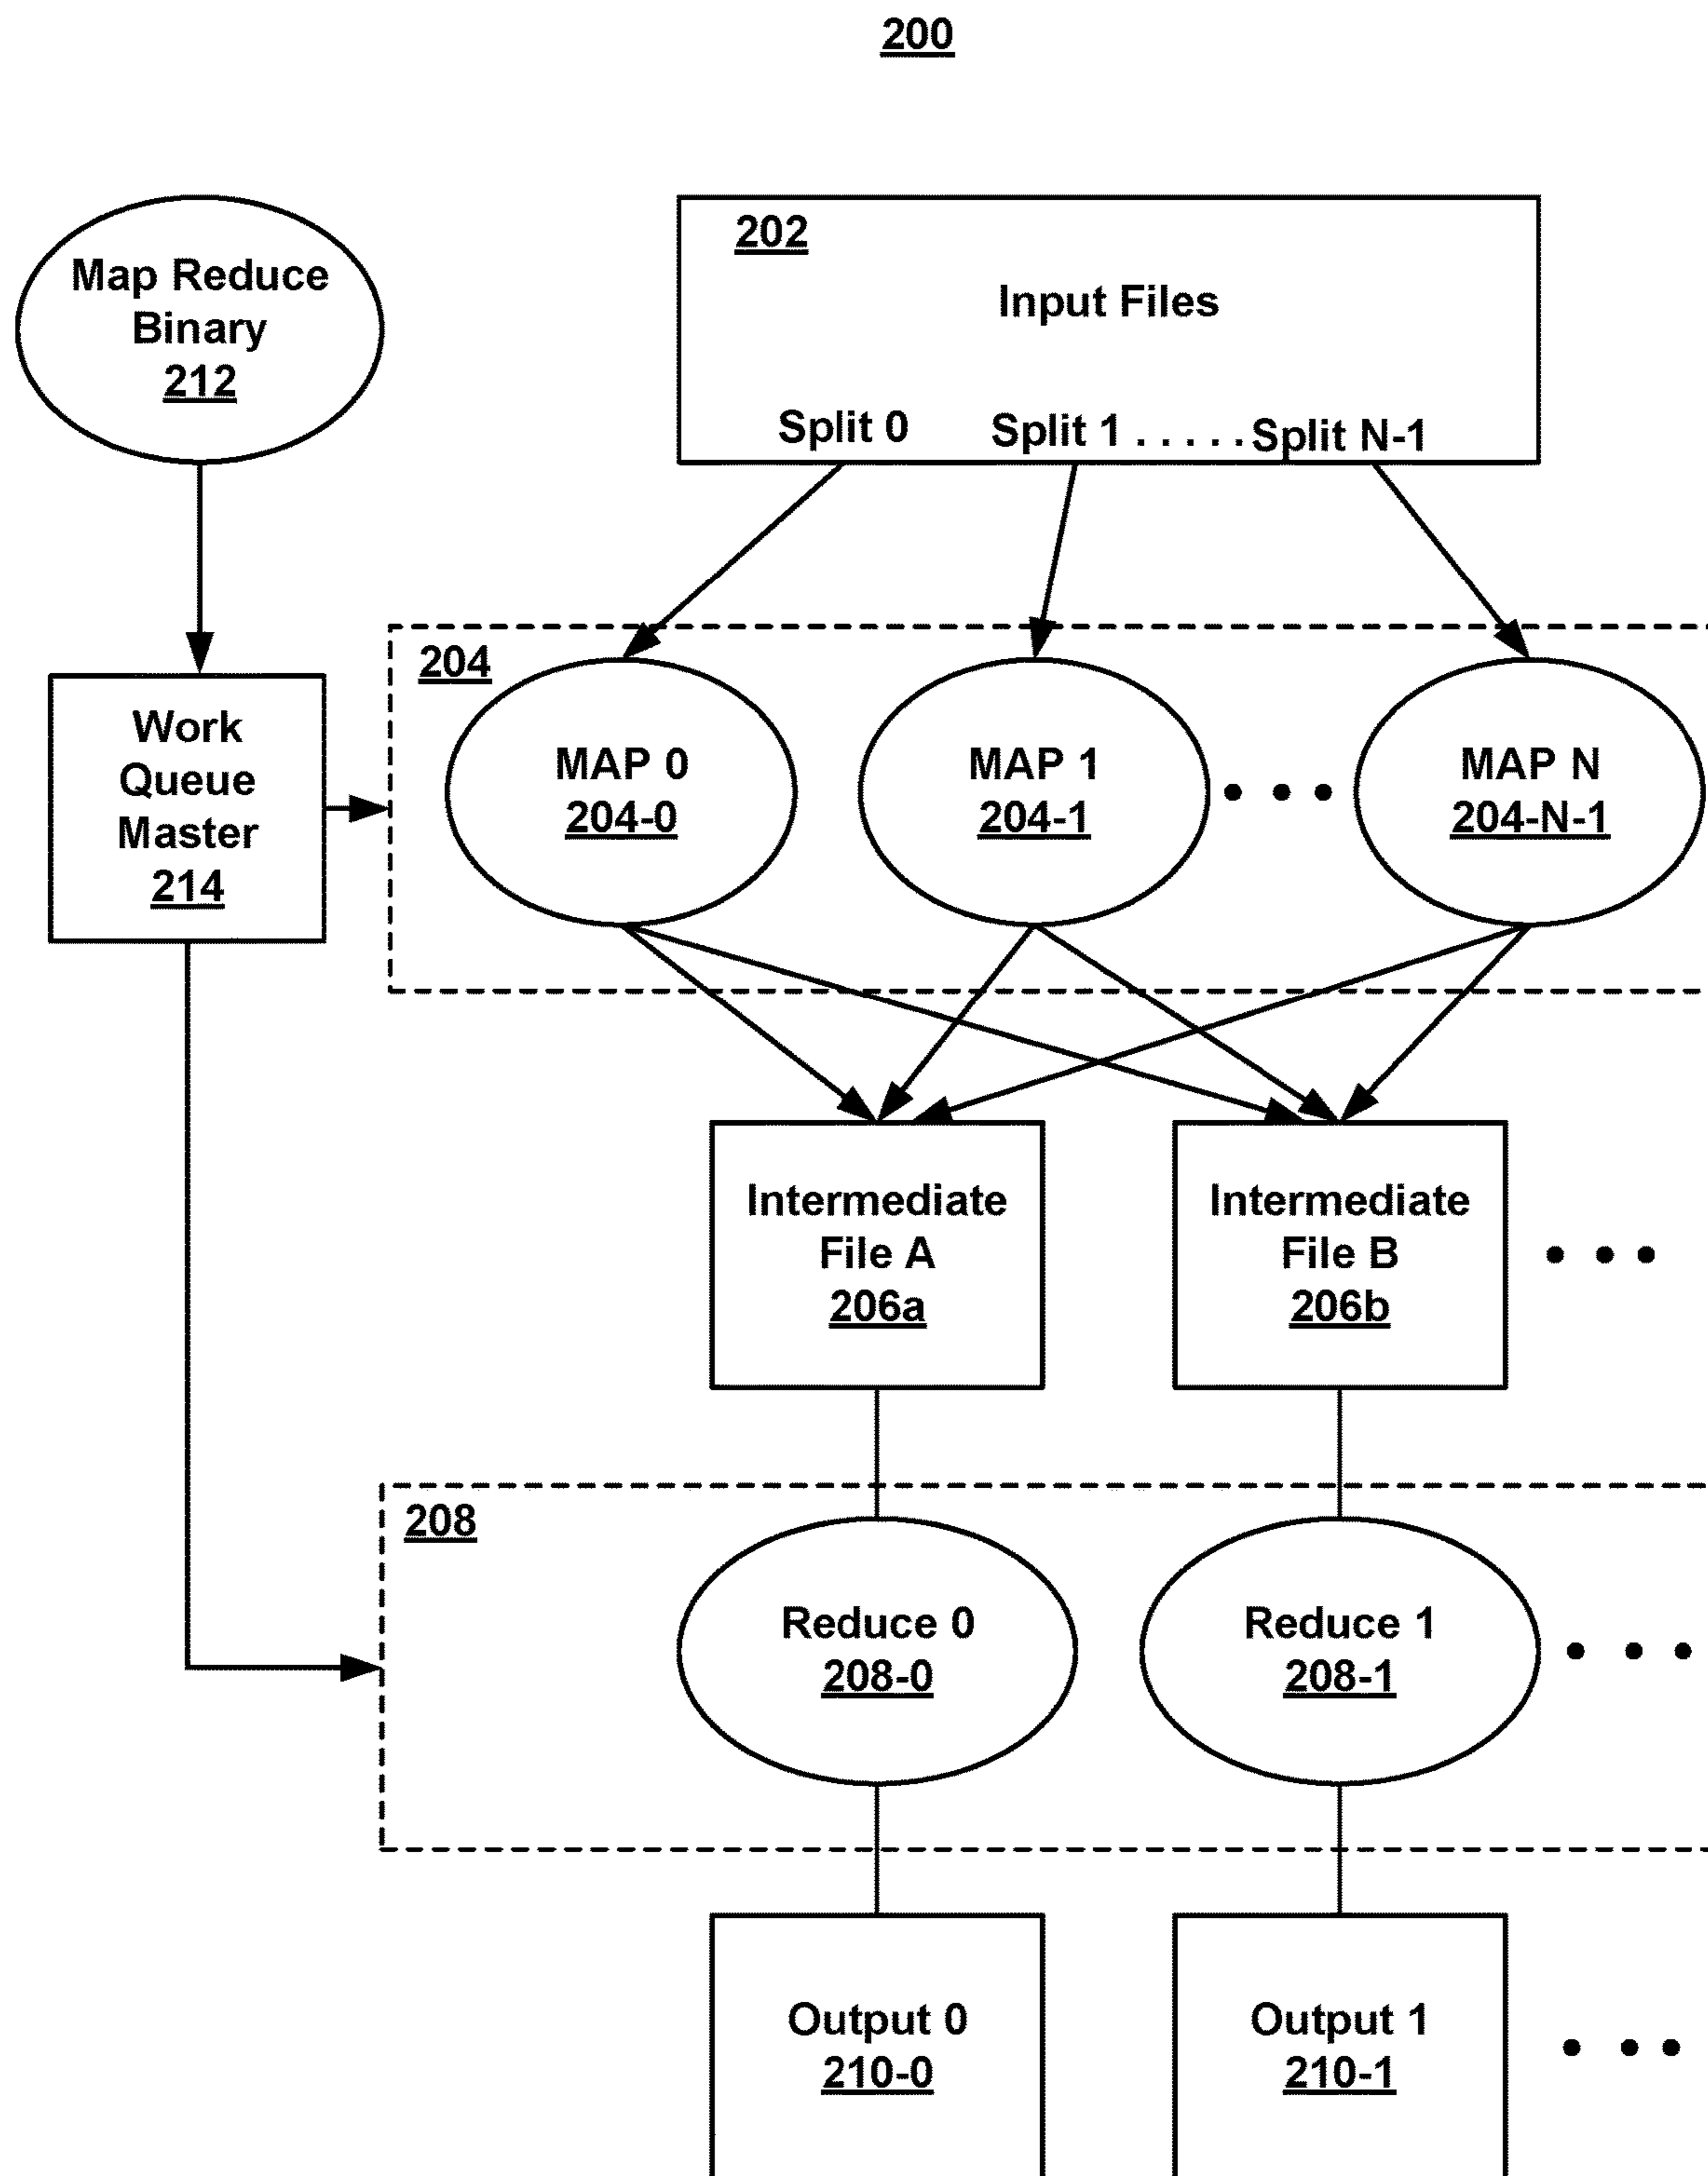 200
Map Reduce
Binary
212
202
Input Files
Split 0 Split 1 . . . . . Split N-1
Work
Queue
Master
214
204
MAP 0
204-0
MAP 1
204-1
MAP N
204-N-1
Intermediate
File A
206a
Intermediate
File B
206b
208
Reduce 0
208-0
Reduce 1
208-1
Output 0
210-0
Output 1
210-1